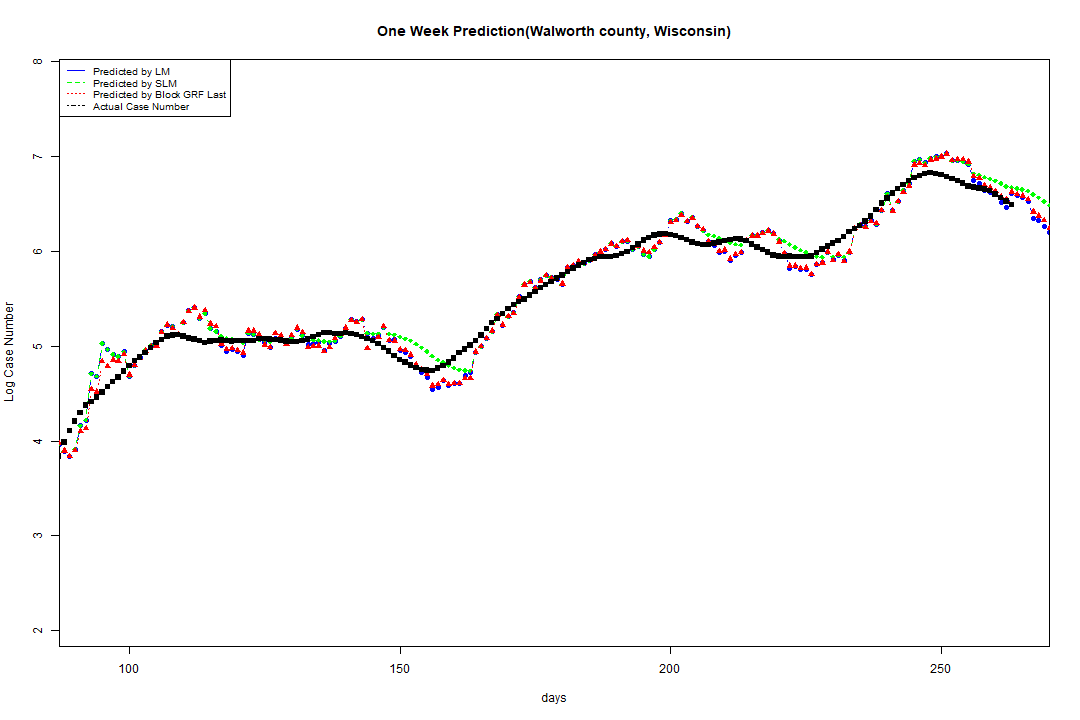 One Week Prediction(Walworth county, Wisconsin)
Predicted by LM
Predicted by SLM
Predicted by Block GRF Last
Actual Case Number
8
7
6
5
4
3
2
Log Case Number
100 150 200 250
days